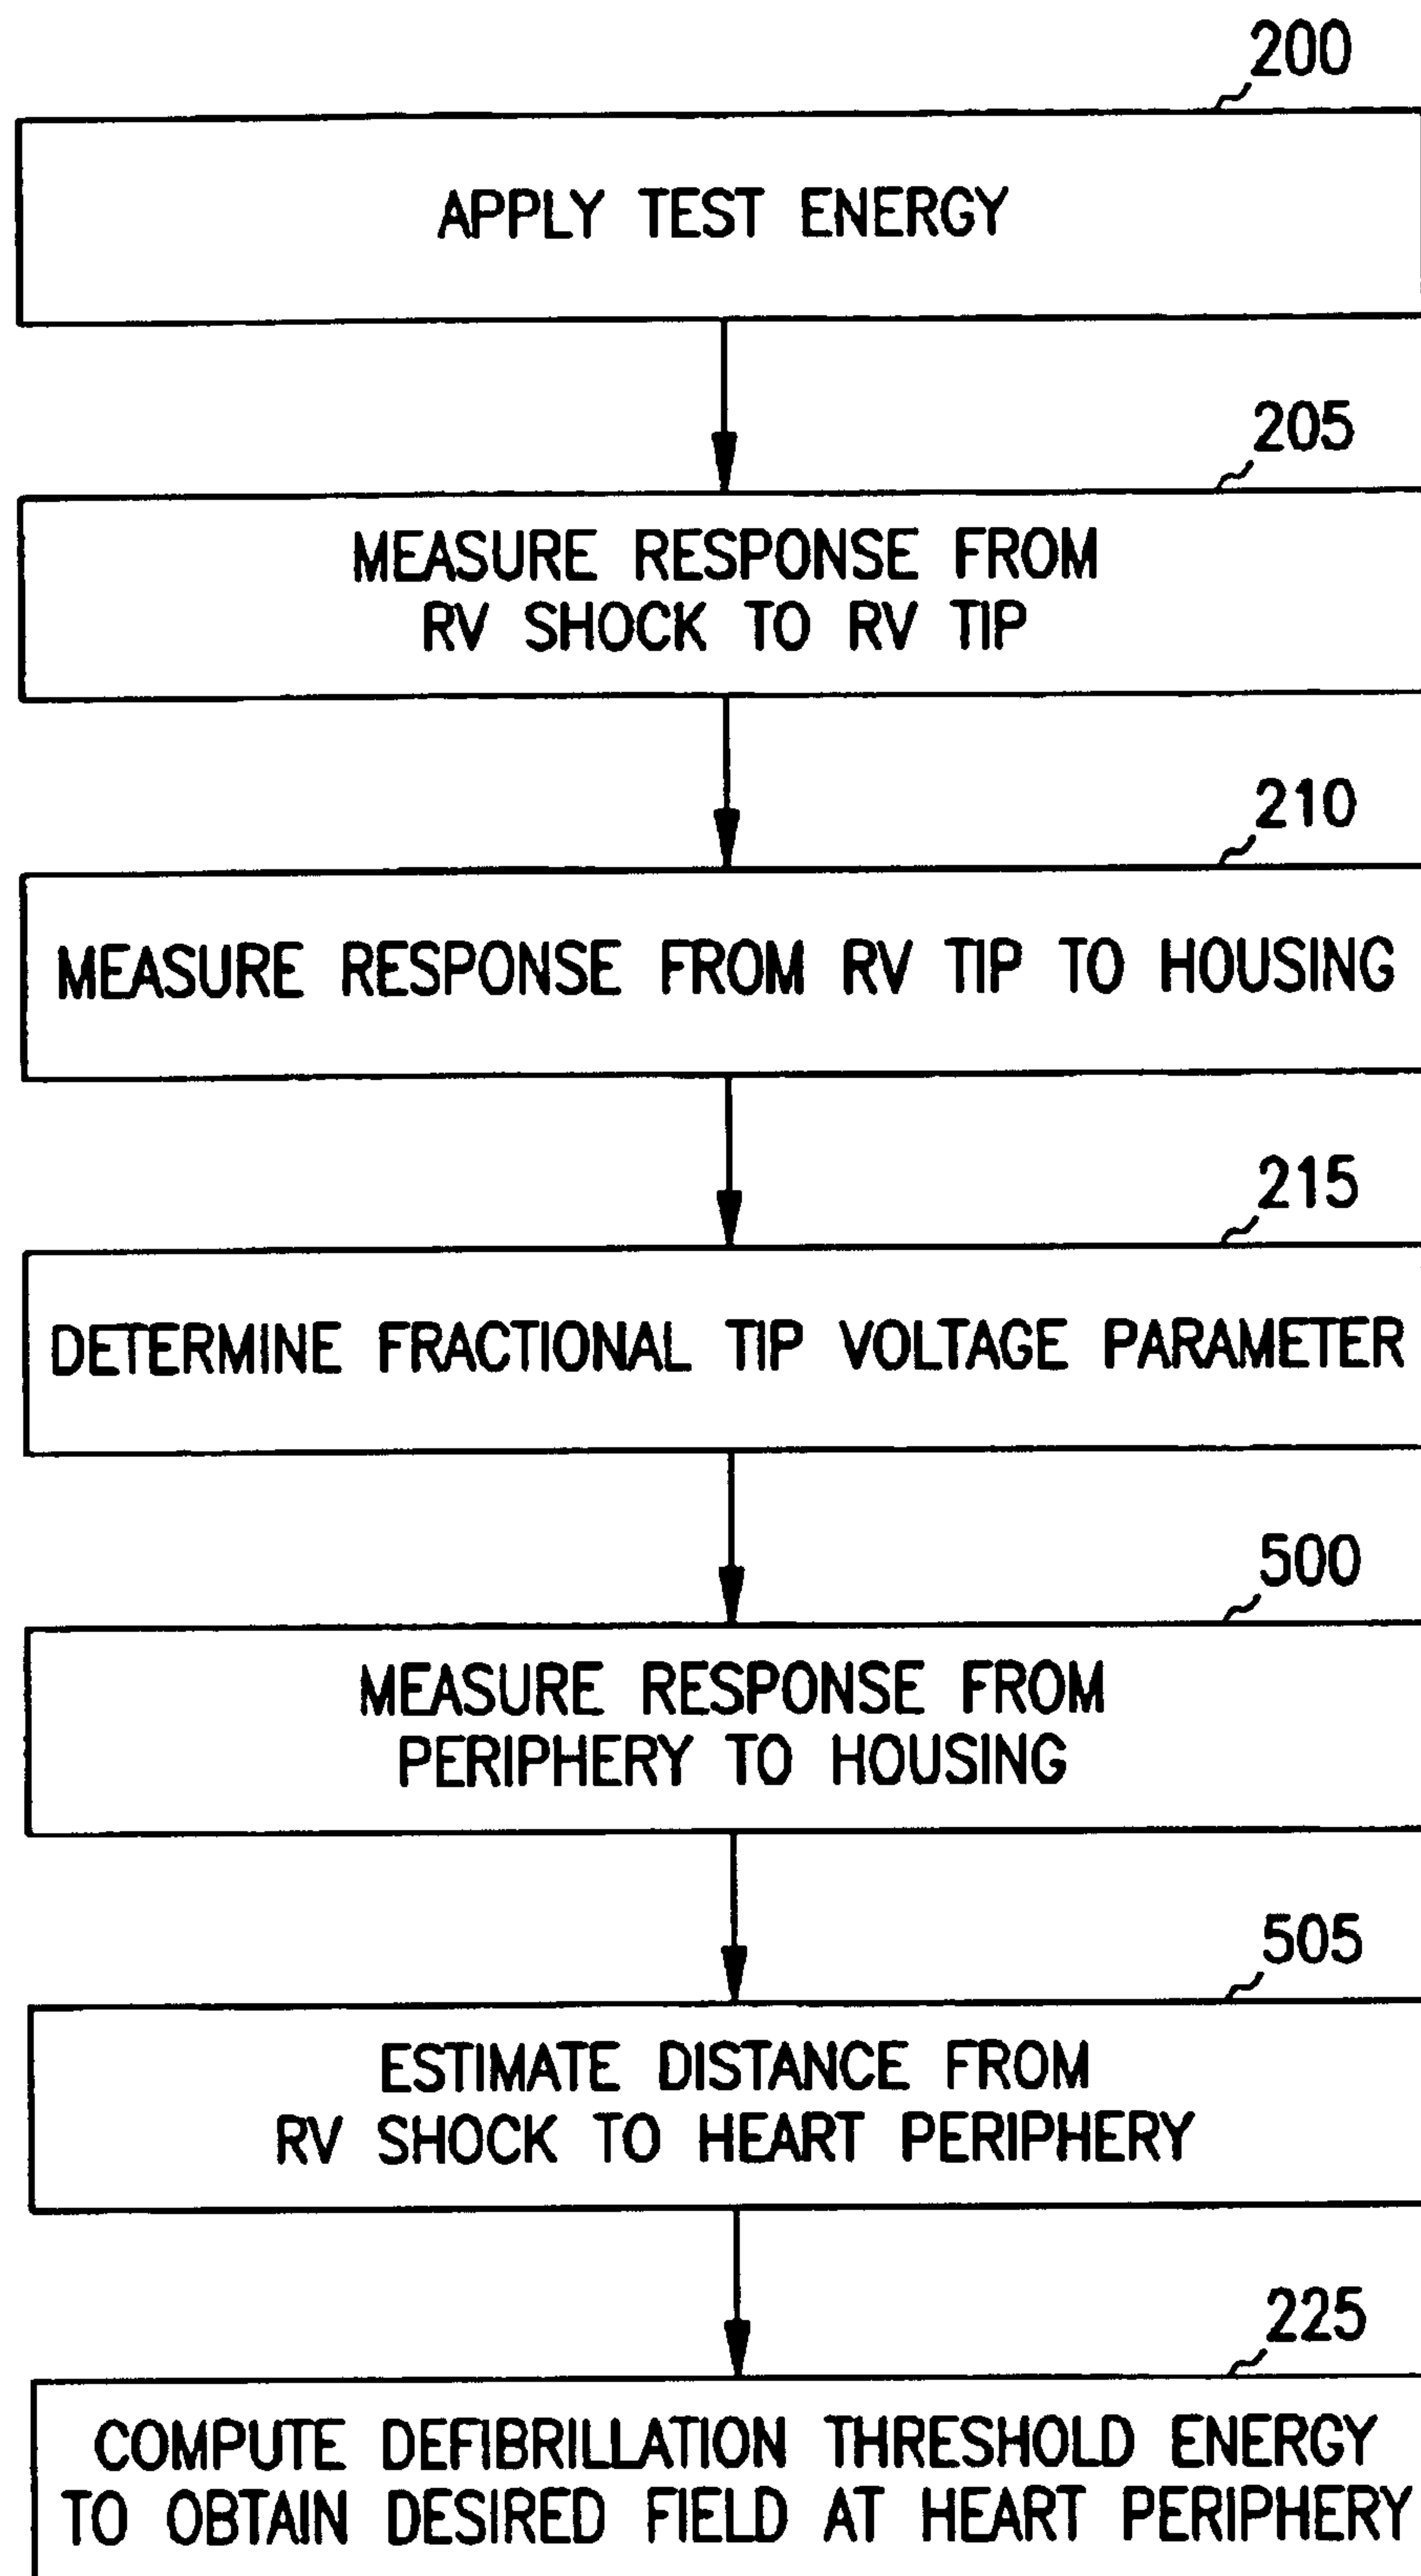 200
APPLY TEST ENERGY
205
MEASURE RESPONSE FROM
RV SHOCK TO RV TIP
210
MEASURE RESPONSE FROM RV TIP TO HOUSING
215
DETERMINE FRACTIONAL TIP VOLTAGE PARAMETER
500
MEASURE RESPONSE FROM
PERIPHERY TO HOUSING
505
ESTIMATE DISTANCE FROM
RV SHOCK TO HEART PERIPHERY
225
COMPUTE DEFIBRILLATION THRESHOLD ENERGY
TO OBTAIN DESIRED FIELD AT HEART PERIPHERY